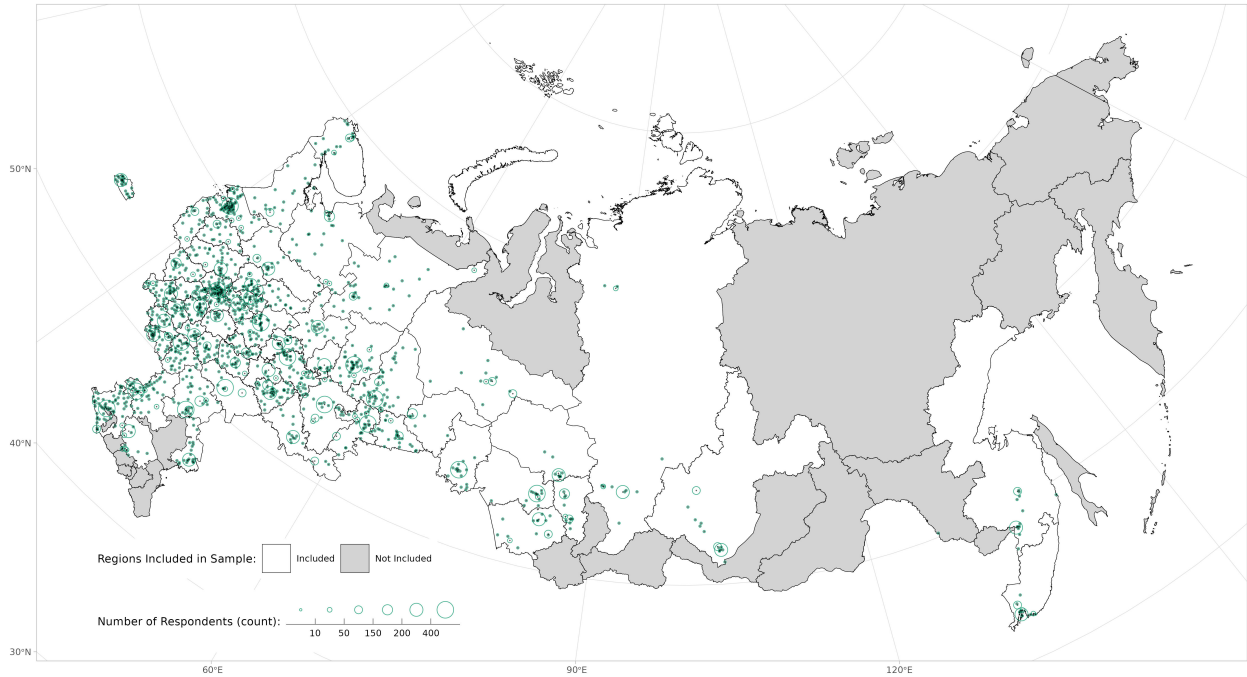 50°N
40°N
30°N
Regions Included in Sample: Included Not Included
Number of Respondents (count):
10 50 150 200 400
60°E 90°E 120°E